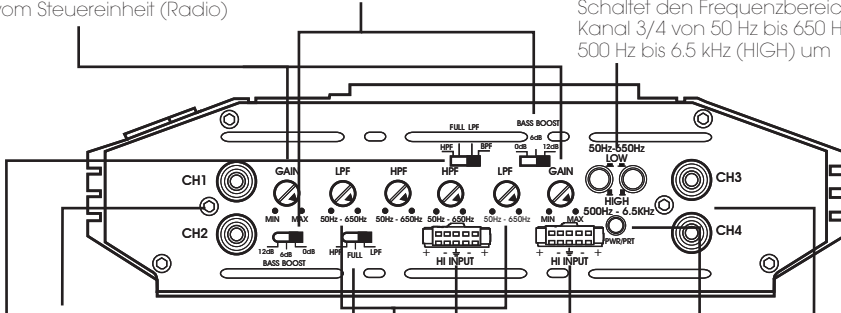 vom Steuereinheit (Radio)
Schaltet den Frequenzbereic
Kanal 3/4 von 50 Hz bis 650 H
500 Hz bis 6.5 kHz (HIGH) um
FULL LPF
HPF BPF
BASS BOOST
6dB
0dB 12dB
50Hz-650Hz
LOW
HIGH
500Hz - 6.5KHz
CH1
CH2
GAIN
LPF
HPF
HPF
LPF
GAIN
MIN MAX
50Hz - 650Hz
50Hz - 650Hz
50Hz - 650Hz
50Hz - 650Hz
MIN MAX
CH3
CH4
12dB 6dB 0dB
BASS BOOST
HPF FULL LPF
+ - - +
HI INPUT
+ - - +
HI INPUT
PWR/PRT